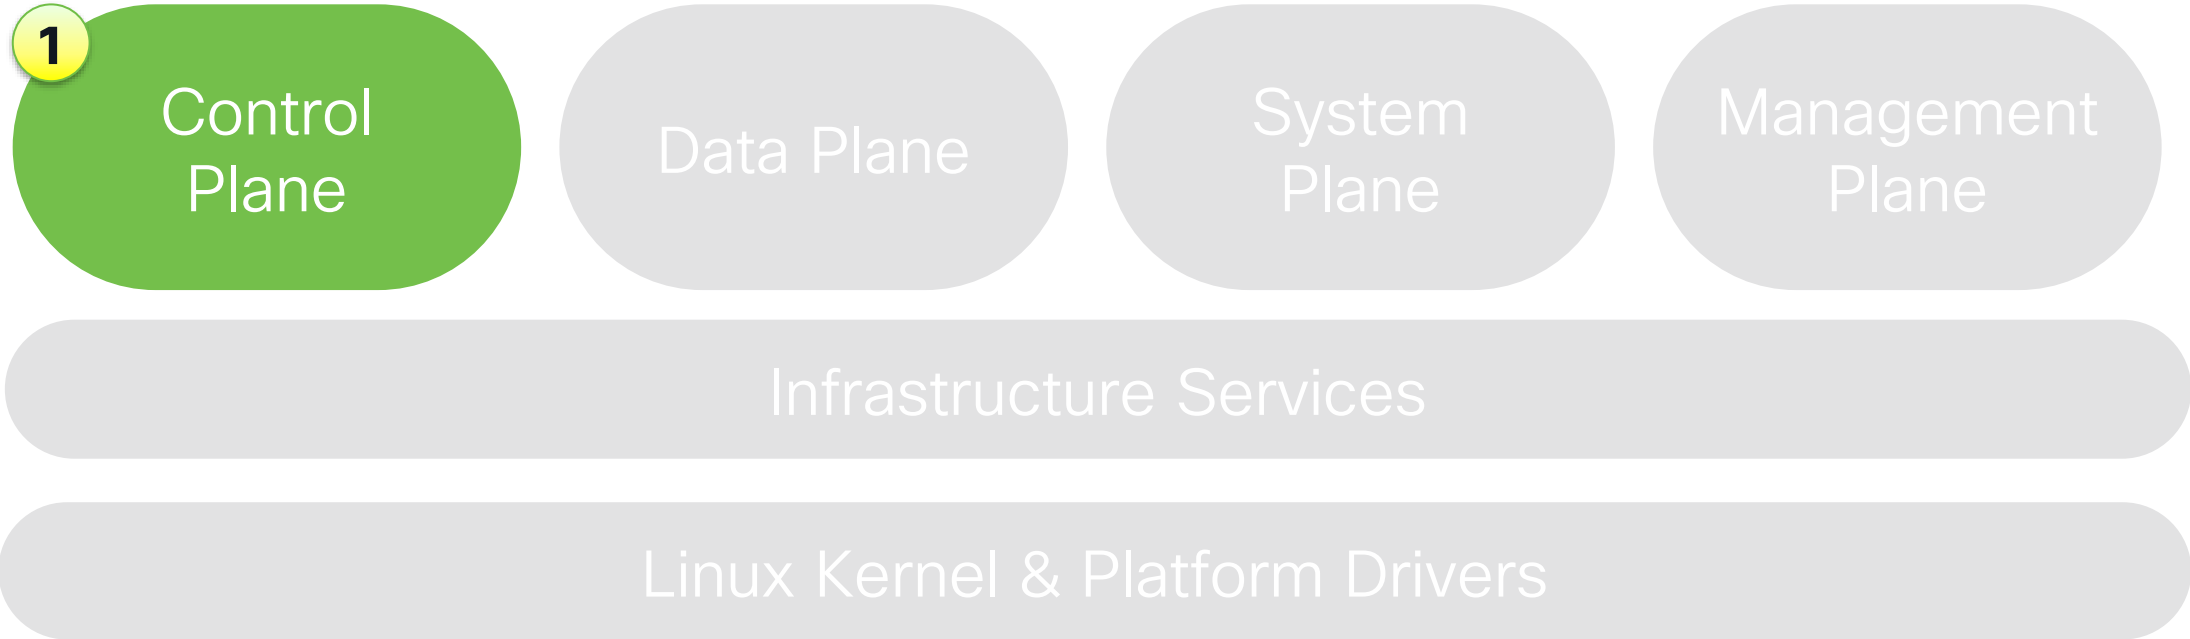 1
Control
Plane
Data Plane
System
Plane
Management
Plane
Infrastructure Services
Linux Kernel & Platform Drivers